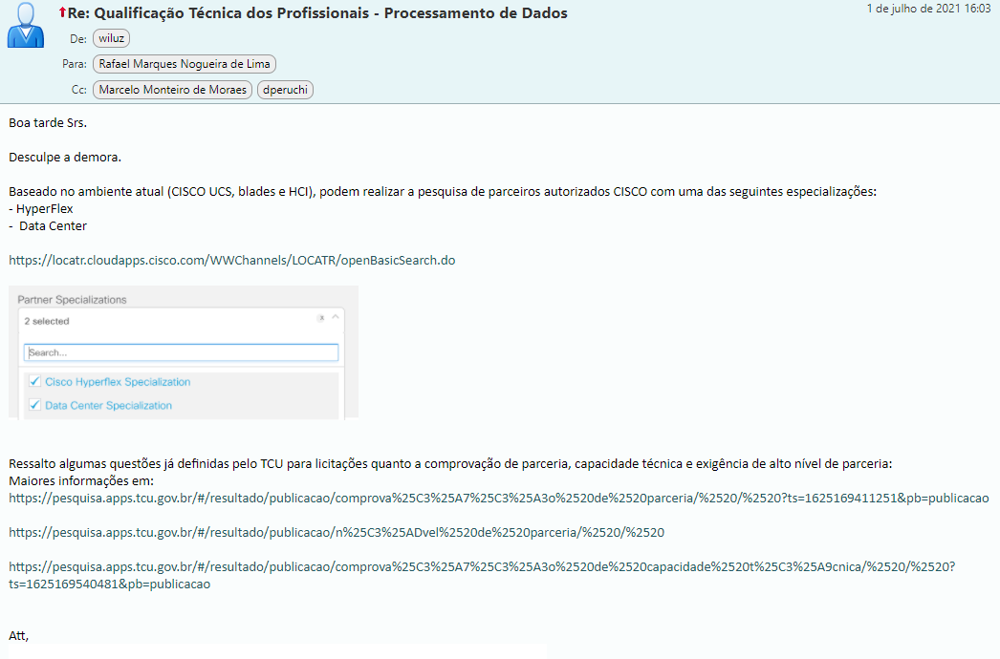 Re: Qualificação Técnica dos Profissionais - Processamento de Dados
1 de julho de 2021 16:03
De: wiluz
Para: Rafael Marques Nogueira de Lima
Cc: Marcelo Monteiro de Moraes dperuchi
Boa tarde Srs.
Desculpe a demora.
Baseado no ambiente atual (CISCO UCS, blades e HCI), podem realizar a pesquisa de parceiros autorizados CISCO com uma das seguintes especializações:
- HyperFlex
- Data Center
https://locatr.cloudapps.cisco.com/WWChannels/LOCATR/openBasicSearch.do
Partner Specializations
2 selected
Search...
Cisco Hyperflex Specialization
Data Center Specialization
Ressalto algumas questões já definidas pelo TCU para licitações quanto a comprovação de parceria, capacidade técnica e exigência de alto nível de parceria:
Maiores informações em:
https://pesquisa.apps.tcu.gov.br/#/resultado/publicacao/comprova%25C3%25A7%25C3%25A3o%2520de%2520parceria/%2520/%2520?ts=1625169411251&pb=publicacao
https://pesquisa.apps.tcu.gov.br/#/resultado/publicacao/n%25C3%25ADvel%2520de%2520parceria/%2520/%2520
https://pesquisa.apps.tcu.gov.br/#/resultado/publicacao/comprova%25C3%25A7%25C3%25A3o%2520de%2520capacidade%2520t%25C3%25A9cnica/%2520/%2520?
ts=1625169540481&pb=publicacao
Att,